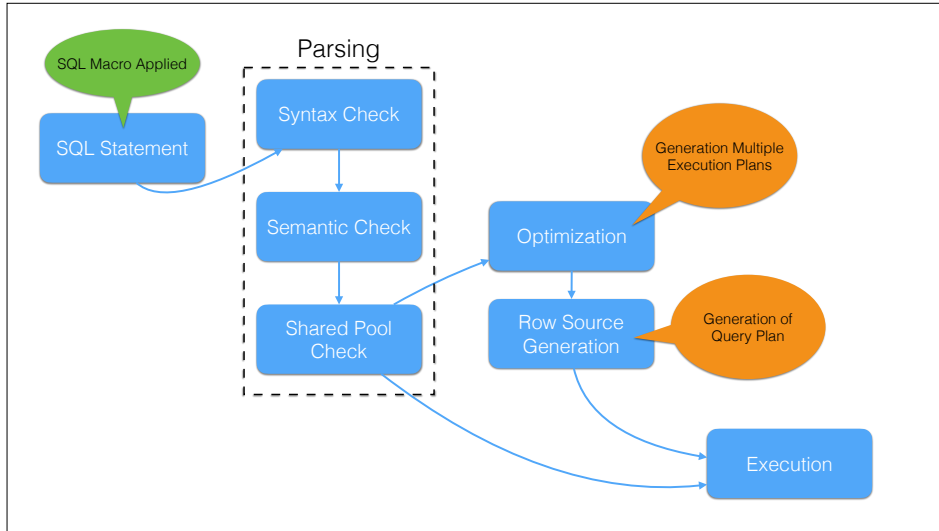 Parsing
SQL Macro Applied
SQL Statement
Syntax Check
Semantic Check
Shared Pool
Check
Generation Multiple
Execution Plans
Optimization
Row Source
Generation
Generation of
Query Plan
Execution